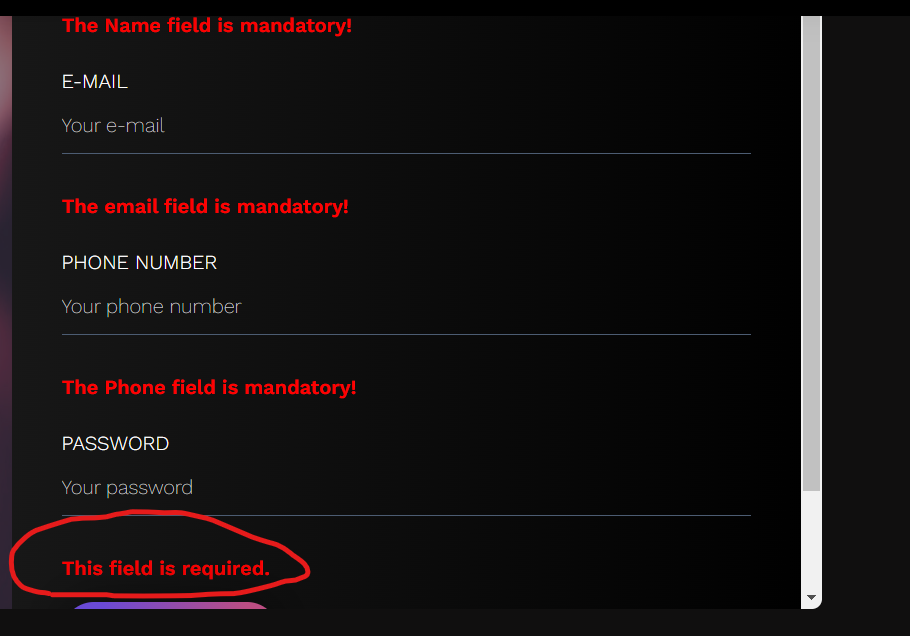 The Name field is mandatory!
E-MAIL
Your e-mail
The email field is mandatory!
PHONE NUMBER
Your phone number
The Phone field is mandatory!
PASSWORD
Your password
This field is required.